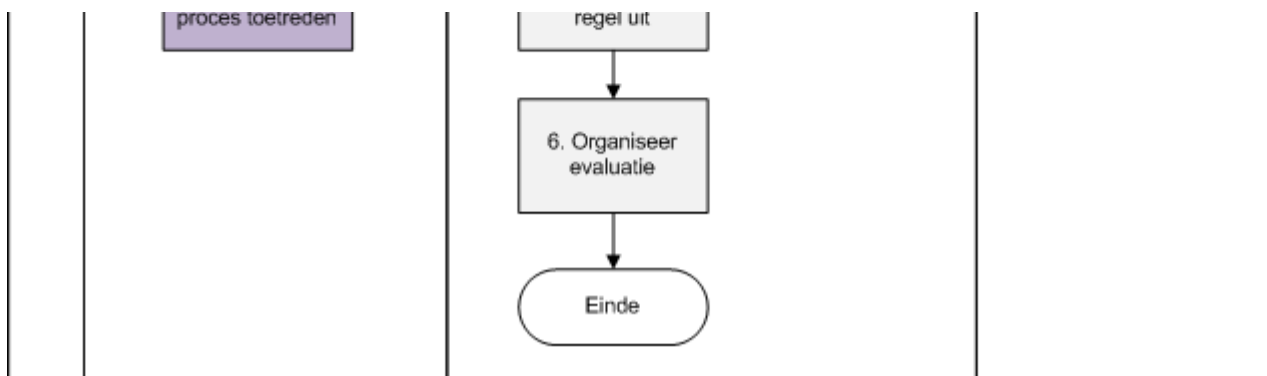 proces toetreden
regel uit
6. Organiseer
evaluatie
Einde